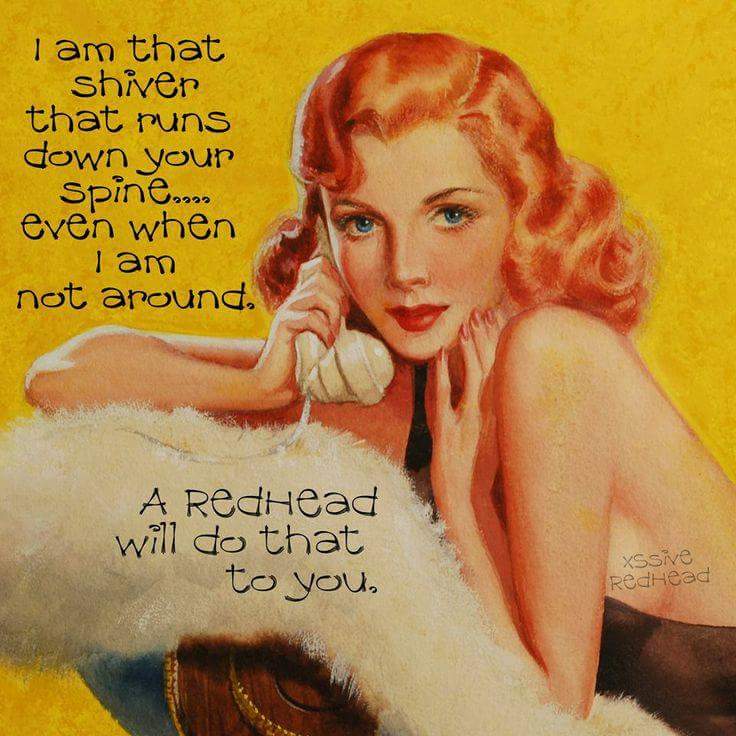 I am that
shiver
that runs
down your
spine....
even when
I am
not around.
A RedHead
will do that
to you.
xssive
RedHead